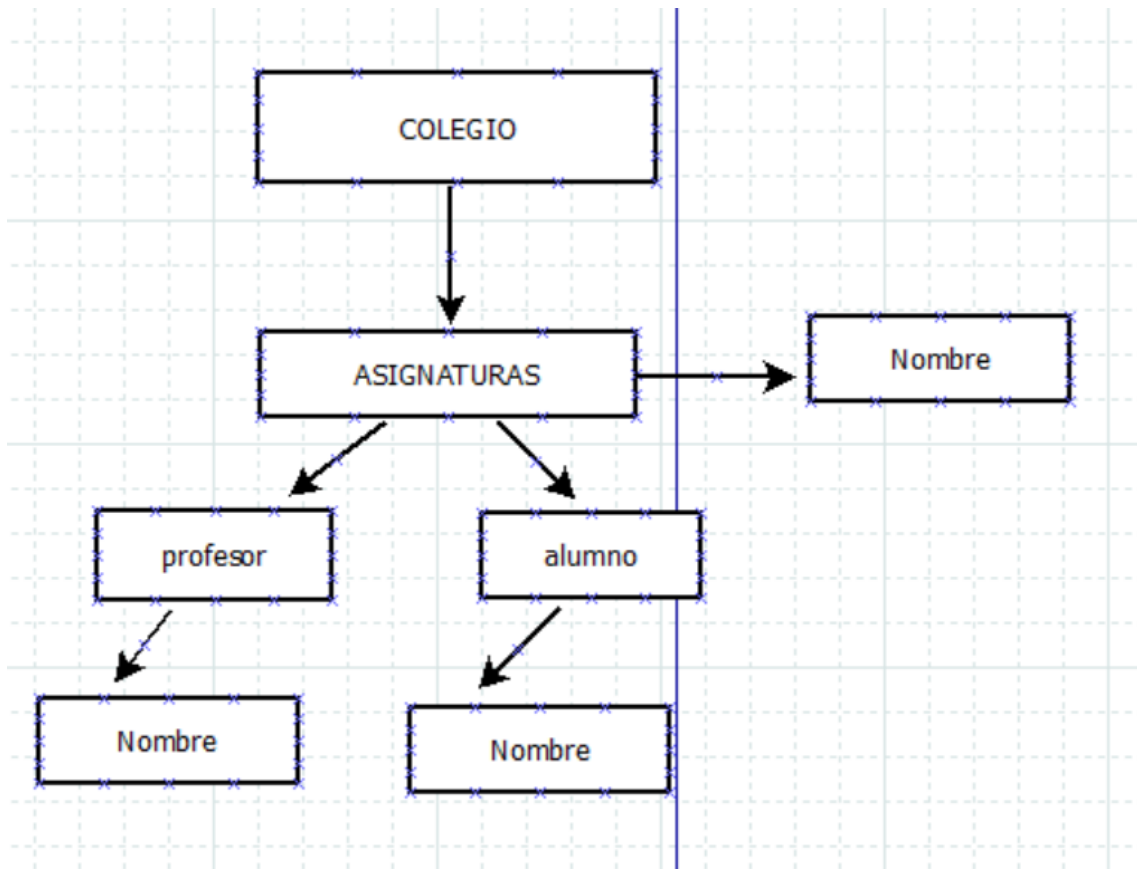 COLEGIO
ASIGNATURAS
Nombre
profesor
alumno
Nombre
Nombre